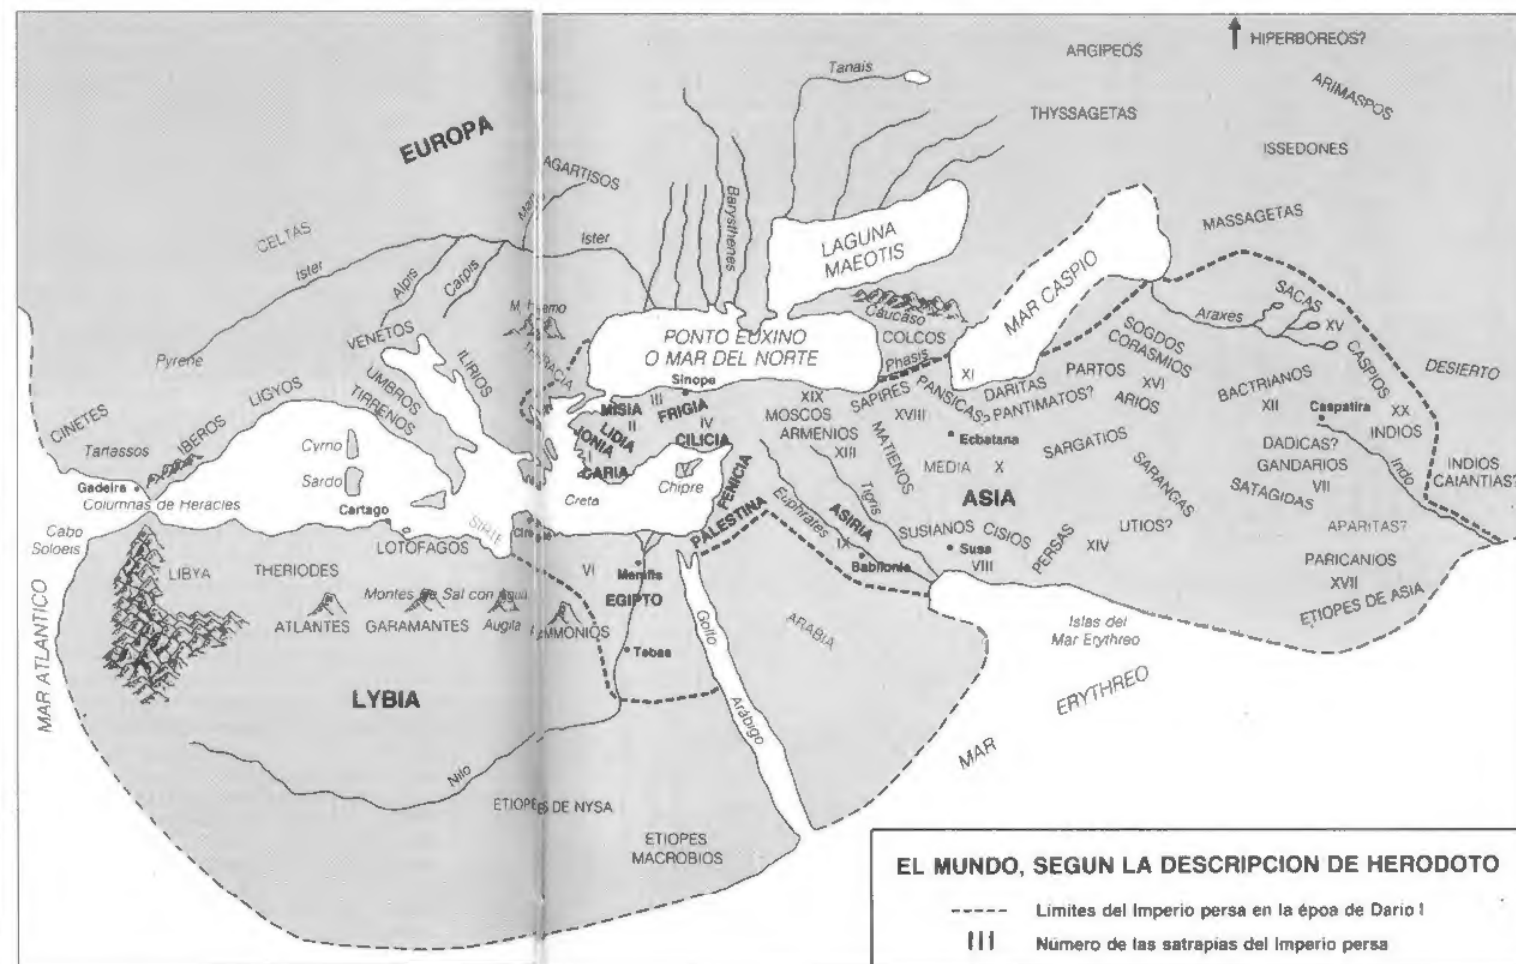 HIPERBOREOS?
ARGIPEOS
Tanais
ARIMASPOS
THYSSAGETAS
EUROPA
ISSEDONES
AGARTISOS
Barysthenes
MASSAGETAS
CELTAS
Ister
Ister
LAGUNA
MAEOTIS
Alpis
Carpis
MAR CASPIO
SACAS
XV
Araxes
Caucaso
COLCOS
Phasis
VENETOS
ILIRIOS
PONTO EUXINO
O MAR DEL NORTE
Pyrene
SOGDOS
CORASMIOS
CASPIOS
DESIERTO
UMBROS
TIRRENOS
LIGYOS
Sinope
XI
PARTOS
XVI
DARITAS
BACTRIANOS
XII
CINETES
IBEROS
MISIA
III
II
FRIGIA
XIX
SAPIRES
PANSICAS?
PANTIMATOS?
ARIOS
Caspatira
XX
INDIOS
Tartassos
LIDIA
JONIA
I
IV
CILICIA
MOSCOS
ARMENIOS
XIII
XVIII
MATIENOS
Ecbatana
SARGATIOS
DADICAS?
GANDARIOS
VII
SATAGIDAS
Cyrno
Sardo
CARIA
MEDIA
X
SARANGAS
Indo
INDIOS
CAIANTIAS?
Gadeira
Columnas de Heracles
Cartago
Creta
V
Chipre
FENICIA
Tigris
ASIA
Cabo
Soloeis
SIRTE
PALESTINA
Euphrates
ASIRIA
IX
SUSIANOS
CISIOS
PERSAS
UTIOS?
XIV
APARITAS?
LOTOFAGOS
Susa
VIII
LIBYA
THERIODES
VI
Menfis
Babilonia
PARICANIOS
XVII
ETIOPES DE ASIA
Montes de Sal con agua
EGIPTO
ATLANTES
GARAMANTES
Augila
Golfo
ARABIA
Islas del
Mar Erythreo
Tebas
MAR ATLANTICO
LYBIA
Arábigo
ERYTHREO
MAR
Nilo
ETIOPES DE NYSA
ETIOPES
MACROBIOS
EL MUNDO, SEGUN LA DESCRIPCION DE HERODOTO
Límites del Imperio persa en la époa de Dario I
III Número de las satrapías del Imperio persa